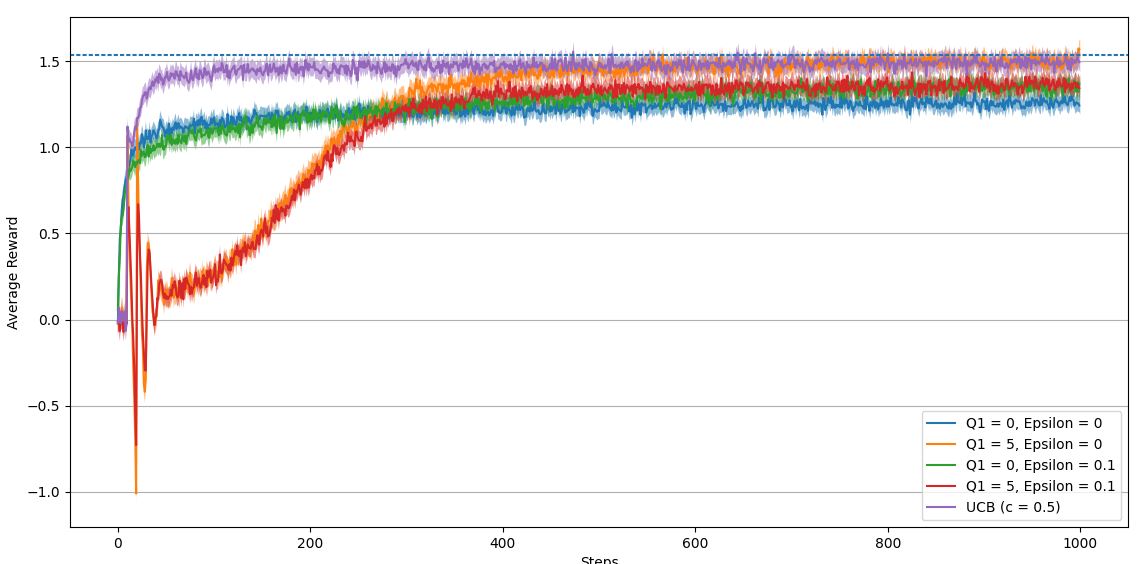 1.5
1.0
0.5
0.0
−0.5
−1.0
Average Reward
0 200 400 600 800 1000
Steps
Q1 = 0, Epsilon = 0
Q1 = 5, Epsilon = 0
Q1 = 0, Epsilon = 0.1
Q1 = 5, Epsilon = 0.1
UCB (c = 0.5)